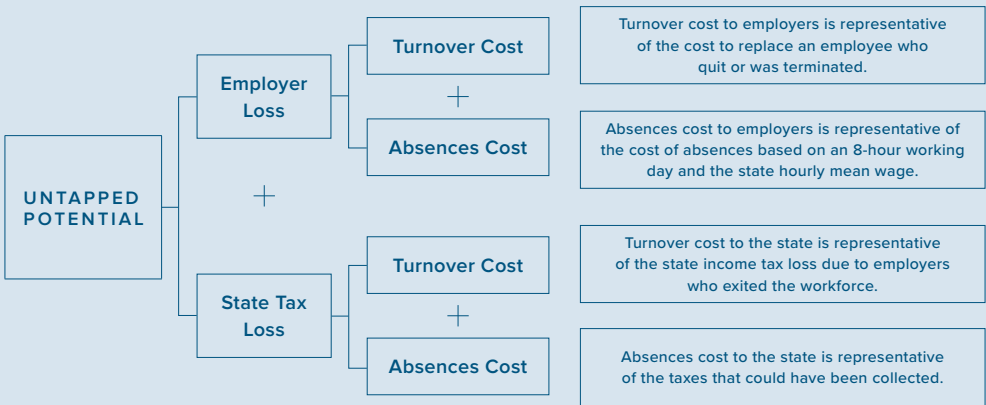 UNTAPPED
POTENTIAL
Employer
Loss
+
State Tax
Loss
Turnover Cost
+
Absences Cost
Turnover Cost
+
Absences Cost
Turnover cost to employers is representative
of the cost to replace an employee who
quit or was terminated.
Absences cost to employers is representative of
the cost of absences based on an 8-hour working
day and the state hourly mean wage.
Turnover cost to the state is representative
of the state income tax loss due to employers
who exited the workforce.
Absences cost to the state is representative
of the taxes that could have been collected.